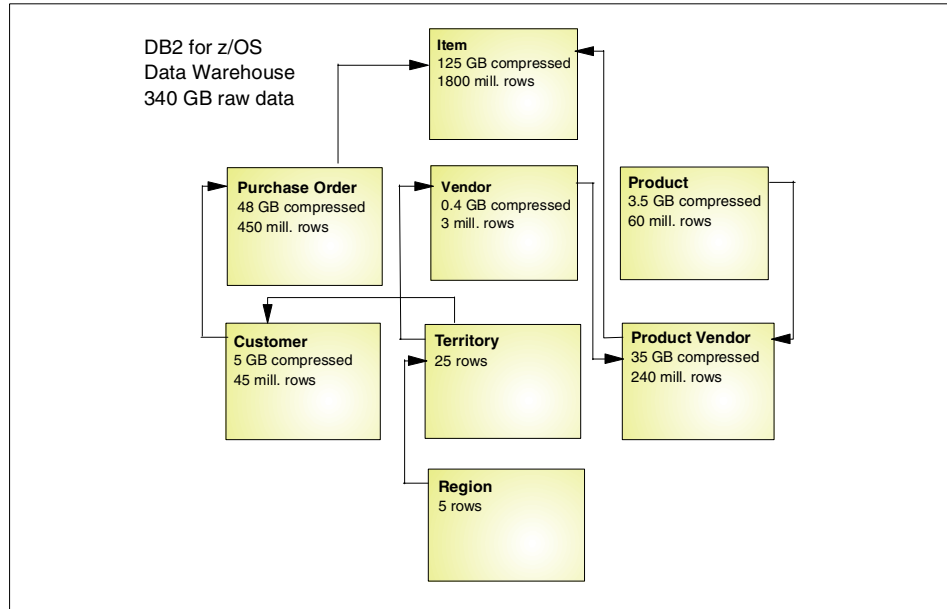 DB2 for z/OS
Data Warehouse
340 GB raw data
Item
125 GB compressed
1800 mill. rows
Purchase Order
48 GB compressed
450 mill. rows
Vendor
0.4 GB compressed
3 mill. rows
Product
3.5 GB compressed
60 mill. rows
Customer
5 GB compressed
45 mill. rows
Territory
25 rows
Product Vendor
35 GB compressed
240 mill. rows
Region
5 rows